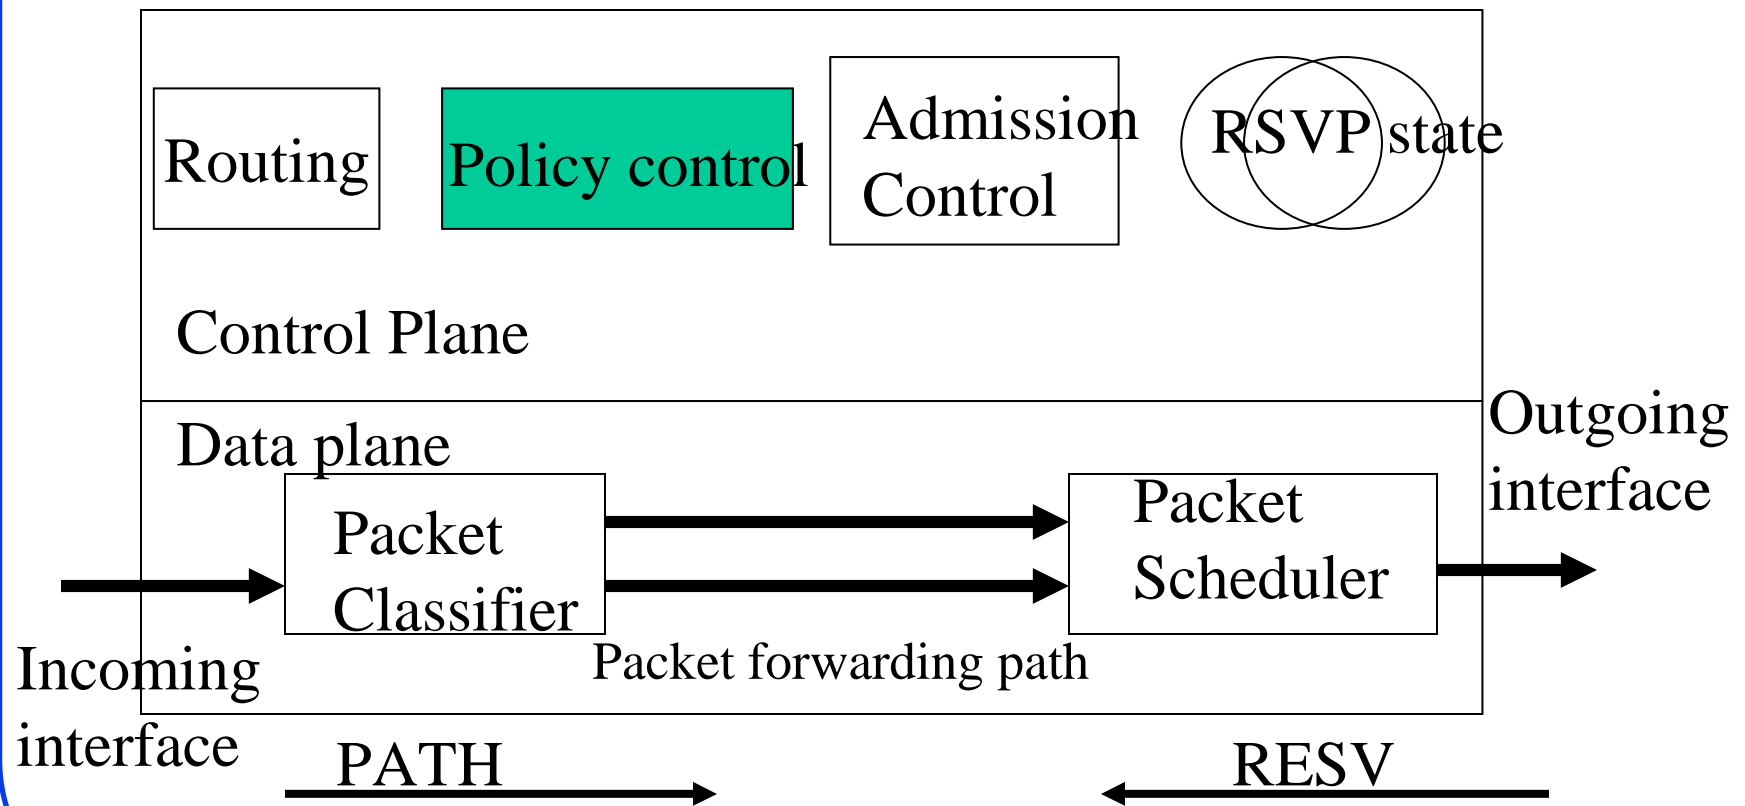 Routing
Policy control
Admission
Control
RSVP state
Control Plane
Data plane
Outgoing
interface
Packet
Classifier
Packet
Scheduler
Packet forwarding path
Incoming
interface
PATH
RESV